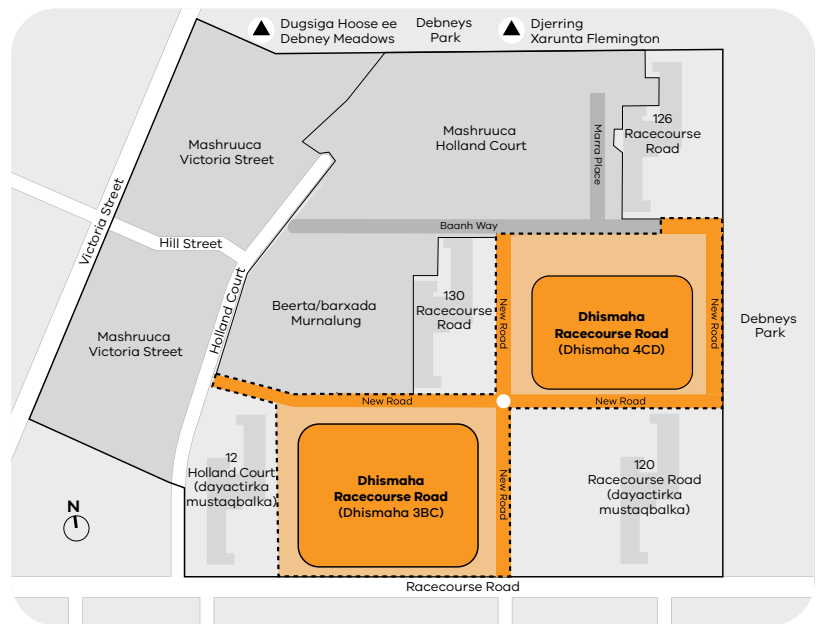 Dugsiga Hoose ee
Debney Meadows
Debneys
Park
Djerring
Xarunta Flemington
Mashruuca
Victoria Street
Mashruuca
Holland Court
Marra Place
126
Racecourse
Road
Victoria Street
Hill Street
Baanh Way
Holland Court
Mashruuca
Victoria Street
Beerta/barxada
Murnalung
130
Racecourse
Road
New Road
Dhismaha
Racecourse Road
(Dhismaha 4CD)
New Road
Debneys
Park
New Road
New Road
12
Holland Court
(dayactirka
mustaqbalka)
Dhismaha
Racecourse Road
(Dhismaha 3BC)
New Road
120
Racecourse Road
(dayactirka
mustaqbalka)
N
Racecourse Road